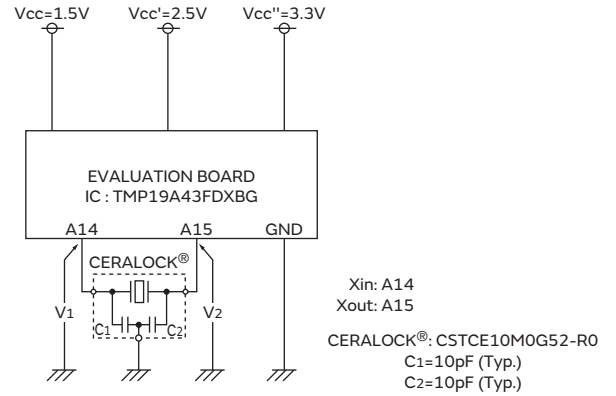 Vcc=1.5V Vcc'=2.5V Vcc''=3.3V
EVALUATION BOARD
IC : TMP19A43FDXBG
A14 A15 GND
CERALOCK®
V1 C1 C2 V2
Xin: A14
Xout: A15
CERALOCK®: CSTCE10M0G52-R0
C1=10pF (Typ.)
C2=10pF (Typ.)